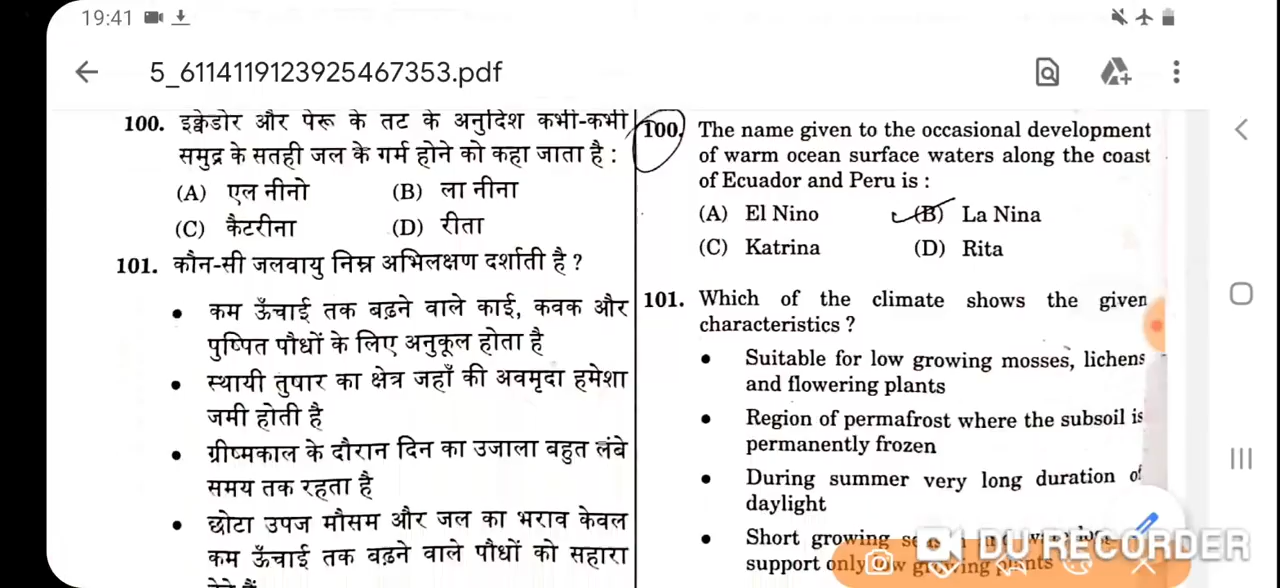 19:41
5_6114119123925467353.pdf
100. इक्वेडोर और पेरू के तट के अनुदिश कभी-कभी
समुद्र के सतही जल के गर्म होने को कहा जाता है :
(A) एल नीनो (B) ला नीना
(C) कैटरीना (D) रीता
101. कौन-सी जलवायु निम्न अभिलक्षण दर्शाती है ?
• कम ऊँचाई तक बढ़ने वाले काई, कवक और
पुष्पित पौधों के लिए अनुकूल होता है
• स्थायी तुषार का क्षेत्र जहाँ की अवमृदा हमेशा
जमी होती है
• ग्रीष्मकाल के दौरान दिन का उजाला बहुत लंबे
समय तक रहता है
• छोटा उपज मौसम और जल का भराव केवल
कम ऊँचाई तक बढ़ने वाले पौधों को सहारा
100. The name given to the occasional development
of warm ocean surface waters along the coast
of Ecuador and Peru is :
(A) El Nino (B) La Nina
(C) Katrina (D) Rita
101. Which of the climate shows the given
characteristics ?
• Suitable for low growing mosses, lichens
and flowering plants
• Region of permafrost where the subsoil is
permanently frozen
• During summer very long duration of
daylight
• Short growing
support only low growing plants
DU RECORDER